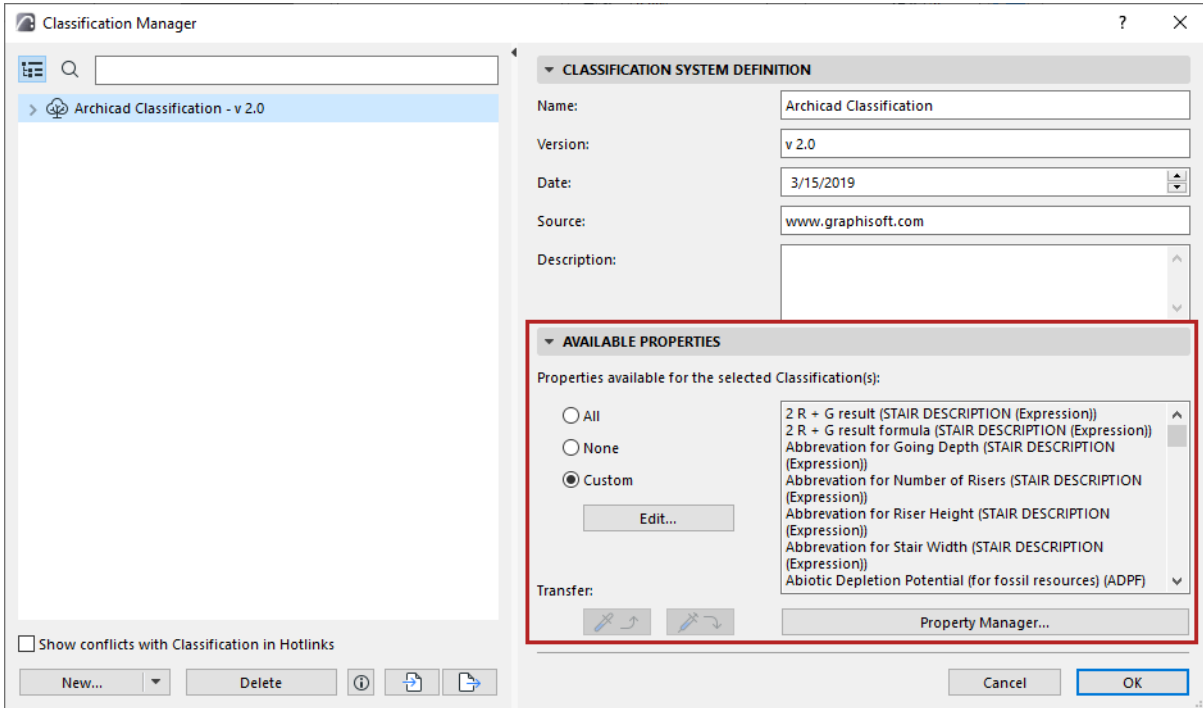 Classification Manager
?
Archicad Classification - v 2.0
Show conflicts with Classification in Hotlinks
New...
Delete
CLASSIFICATION SYSTEM DEFINITION
Name:
Archicad Classification
Version:
v 2.0
Date:
3/15/2019
Source:
www.graphisoft.com
Description:
AVAILABLE PROPERTIES
Properties available for the selected Classification(s):
All
None
Custom
Edit...
2 R + G result (STAIR DESCRIPTION (Expression))
2 R + G result formula (STAIR DESCRIPTION (Expression))
Abbrevation for Going Depth (STAIR DESCRIPTION
(Expression))
Abbrevation for Number of Risers (STAIR DESCRIPTION
(Expression))
Abbrevation for Riser Height (STAIR DESCRIPTION
(Expression))
Abbrevation for Stair Width (STAIR DESCRIPTION
(Expression))
Abiotic Depletion Potential (for fossil resources) (ADPF)
Transfer:
Property Manager...
Cancel
OK